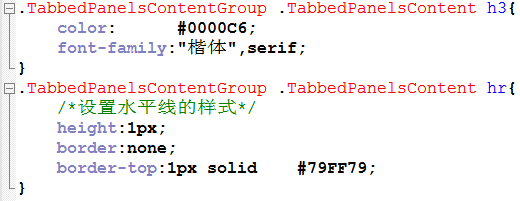 .TabbedPanelsContentGroup .TabbedPanelsContent h3{
color: #0000C6;
font-family:"楷体",serif;
}
.TabbedPanelsContentGroup .TabbedPanelsContent hr{
/*设置水平线的样式*/
height:1px;
border:none;
border-top:1px solid #79FF79;
}